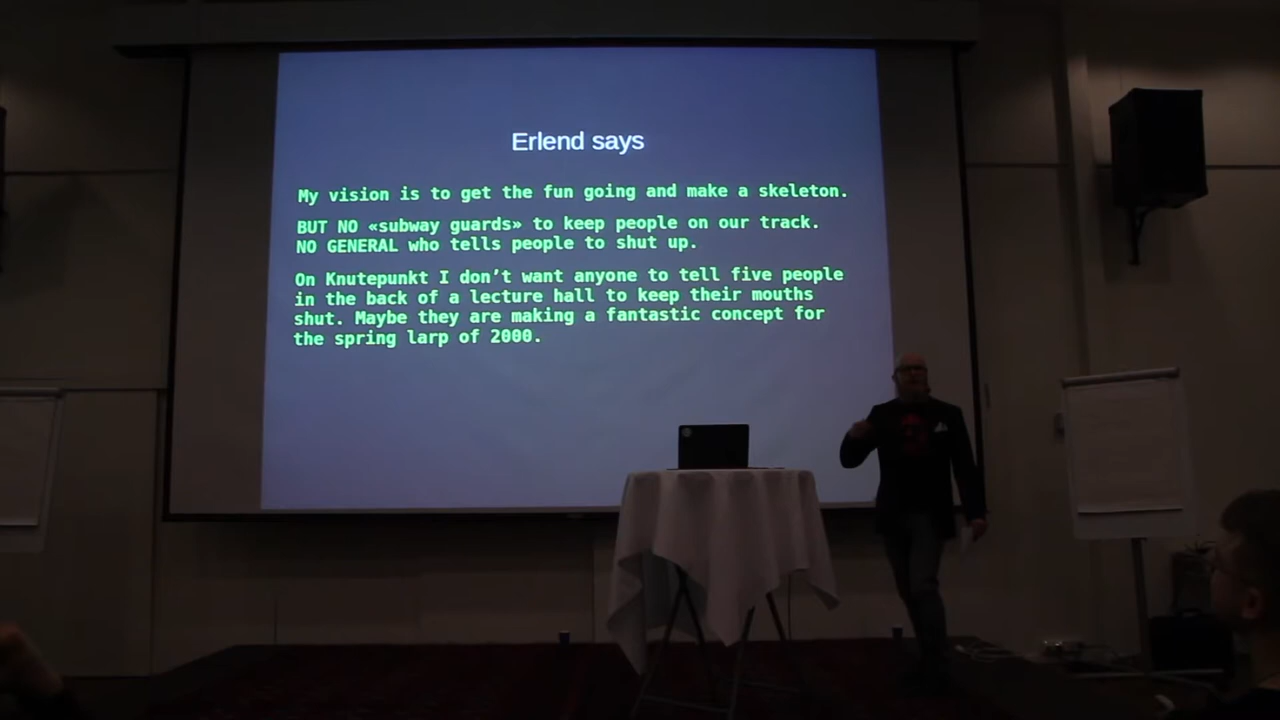 Erlend says
My vision is to get the fun going and make a skeleton.
BUT NO «subway guards» to keep people on our track.
NO GENERAL who tells people to shut up.
On Knutepunkt I don’t want anyone to tell five people
in the back of a lecture hall to keep their mouths
shut. Maybe they are making a fantastic concept for
the spring larp of 2000.